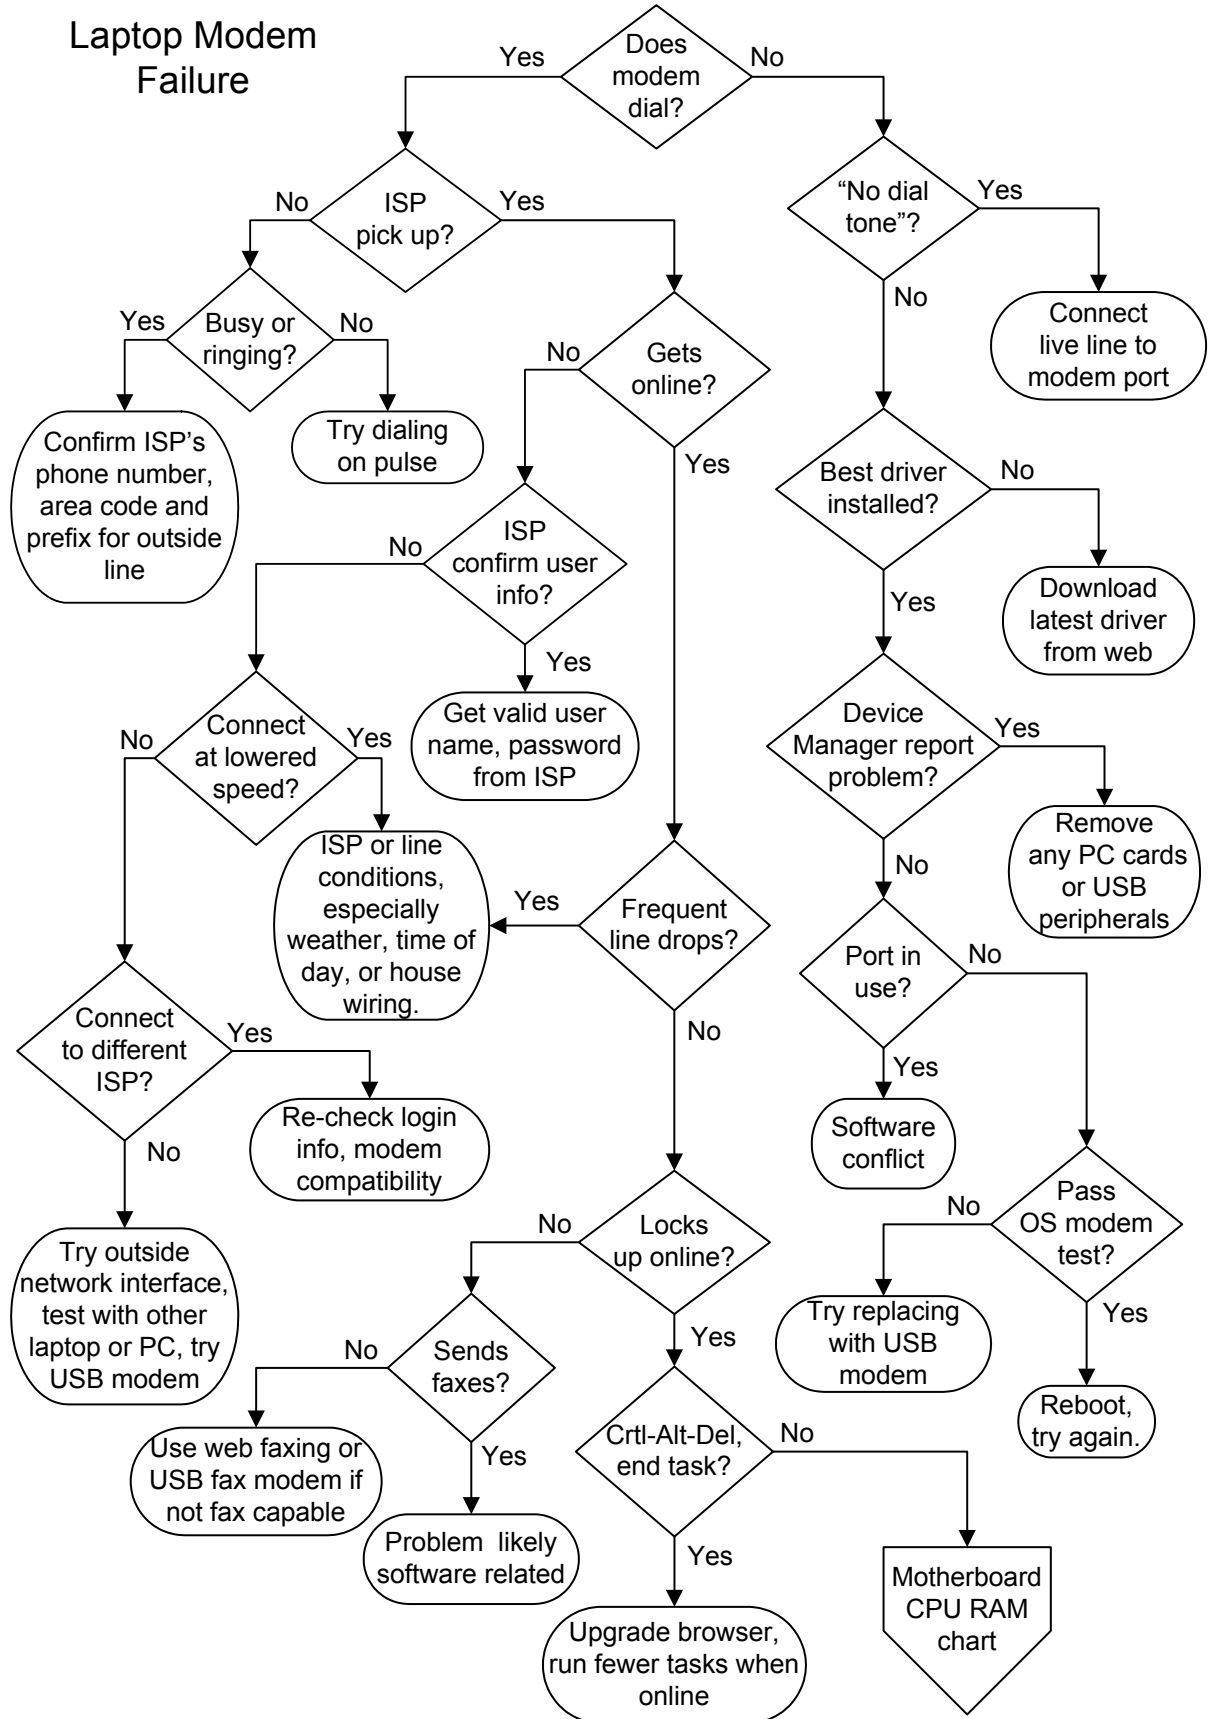 Laptop Modem
Failure
Does
modem
dial?
Yes
No
ISP
pick up?
No
Yes
“No dial
tone”?
Yes
No
Busy or
ringing?
Yes
No
Gets
online?
No
Yes
Connect
live line to
modem port
Confirm ISP’s
phone number,
area code and
prefix for outside
line
Try dialing
on pulse
Best driver
installed?
No
Yes
ISP
confirm user
info?
No
Yes
Download
latest driver
from web
Connect
at lowered
speed?
No
Yes
Get valid user
name, password
from ISP
Device
Manager report
problem?
Yes
No
ISP or line
conditions,
especially
weather, time of
day, or house
wiring.
Yes
Frequent
line drops?
No
Remove
any PC cards
or USB
peripherals
Port in
use?
No
Yes
Connect
to different
ISP?
Yes
No
Re-check login
info, modem
compatibility
Software
conflict
Pass
OS modem
test?
No
Yes
Locks
up online?
No
Yes
Try outside
network interface,
test with other
laptop or PC, try
USB modem
Try replacing
with USB
modem
Sends
faxes?
No
Yes
Reboot,
try again.
Crtl-Alt-Del,
end task?
No
Yes
Use web faxing or
USB fax modem if
not fax capable
Problem likely
software related
Motherboard
CPU RAM
chart
Upgrade browser,
run fewer tasks when
online